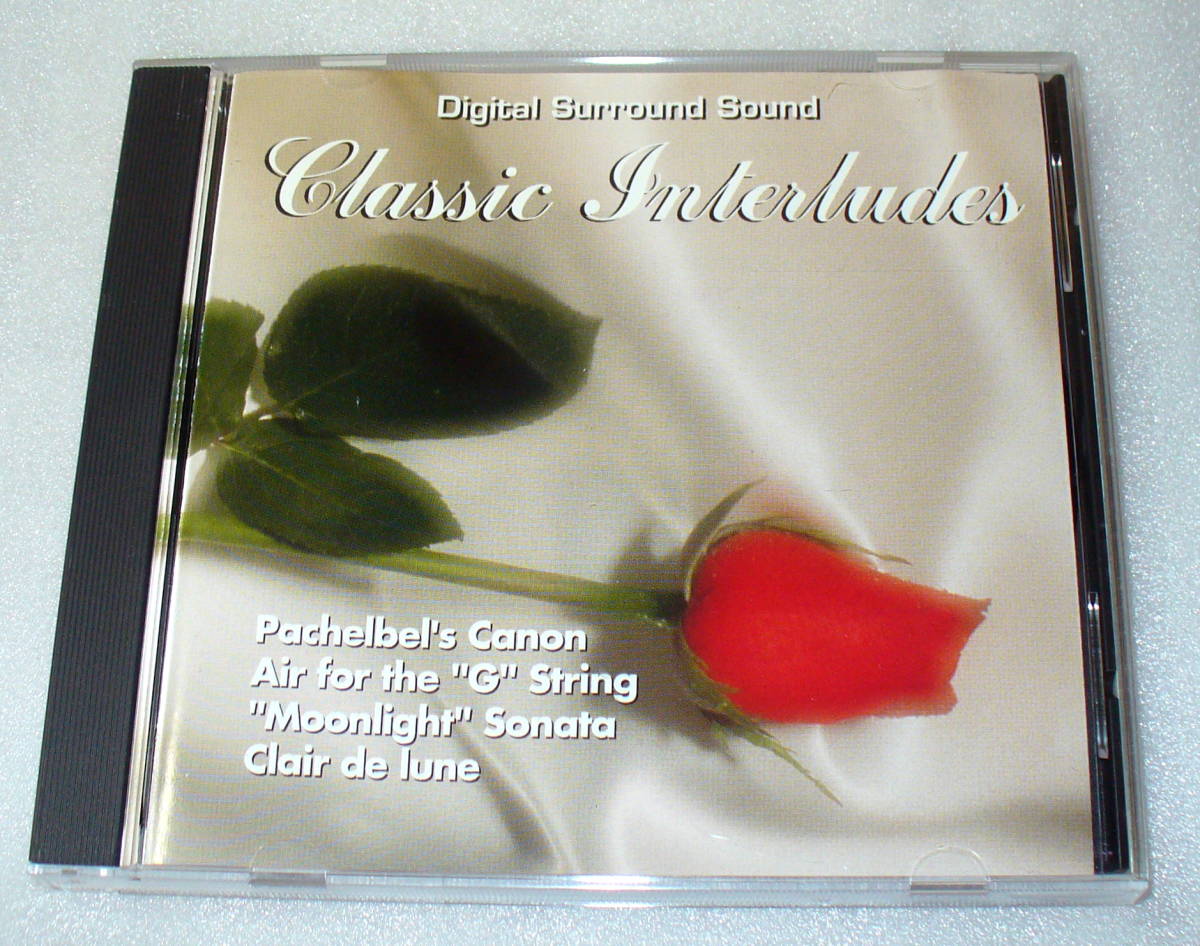 Digital Surround Sound
Classic Interludes
Pachelbel's Canon
Air for the "G" String
"Moonlight" Sonata
Clair de lune